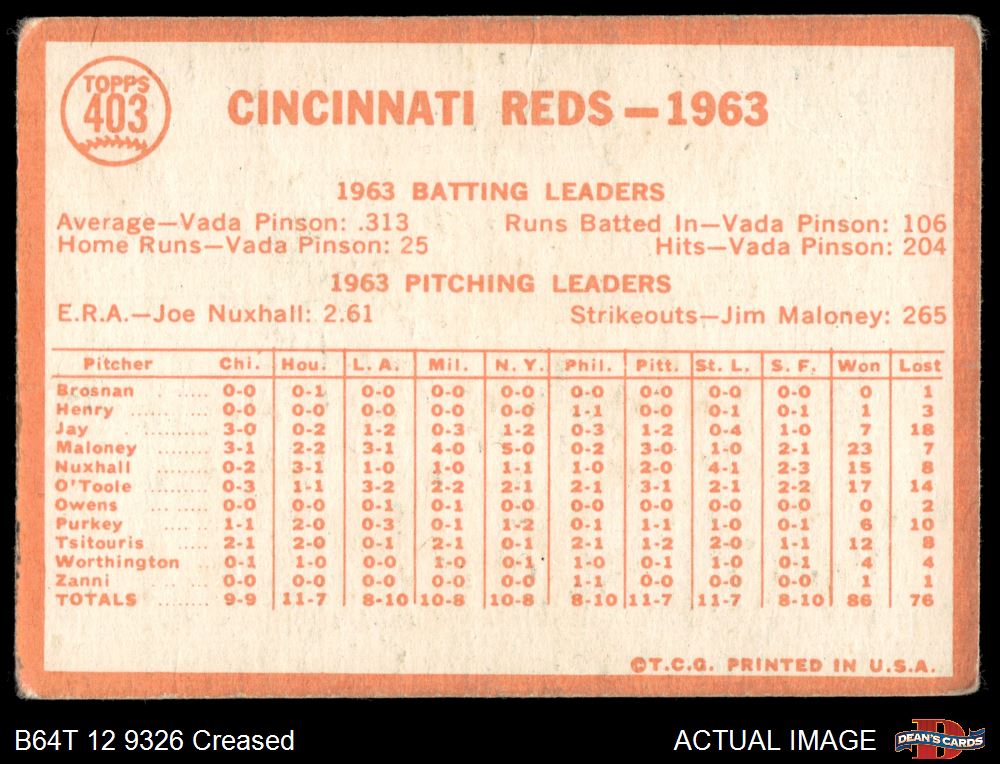 TOPPS
403
CINCINNATI REDS—1963
1963 BATTING LEADERS
Average—Vada Pinson: .313 Runs Batted In—Vada Pinson: 106
Home Runs—Vada Pinson: 25 Hits—Vada Pinson: 204
1963 PITCHING LEADERS
E.R.A.—Joe Nuxhall: 2.61 Strikeouts—Jim Maloney: 265
Pitcher Chi. Hou. L. A. Mil. N. Y. Phil. Pitt. St. L. S. F. Won Lost
Brosnan 0-0 0-1 0-0 0-0 0-0 0-0 0-0 0-0 0-0 0 1
Henry 0-0 0-0 0-0 0-0 0-0 1-1 0-0 0-1 0-1 1 3
Jay 3-0 0-2 1-2 0-3 1-2 0-3 1-2 0-4 1-0 7 18
Maloney 3-1 2-2 3-1 4-0 5-0 0-2 3-0 1-0 2-1 23 7
Nuxhall 0-2 3-1 1-0 1-0 1-1 1-0 2-0 4-1 2-3 15 8
O'Toole 0-3 1-1 3-2 2-2 2-1 2-1 3-1 2-1 2-2 17 14
Owens 0-0 0-0 0-1 0-1 0-0 0-0 0-0 0-0 0-0 0 2
Purkey 1-1 2-0 0-3 0-1 1-2 0-1 1-1 1-0 0-1 6 10
Tsitouris 2-1 2-0 0-1 2-1 0-1 2-1 1-2 2-0 1-1 12 8
Worthington 0-1 1-0 0-0 1-0 0-1 1-0 0-1 1-0 0-1 4 4
Zanni 0-0 0-0 0-0 0-0 0-0 1-1 0-0 0-0 0-0 1 1
TOTALS 9-9 11-7 8-10 10-8 10-8 8-10 11-7 11-7 8-10 86 76
©T.C.G. PRINTED IN U.S.A.
B64T 12 9326 Creased ACTUAL IMAGE
DEAN'S CARDS